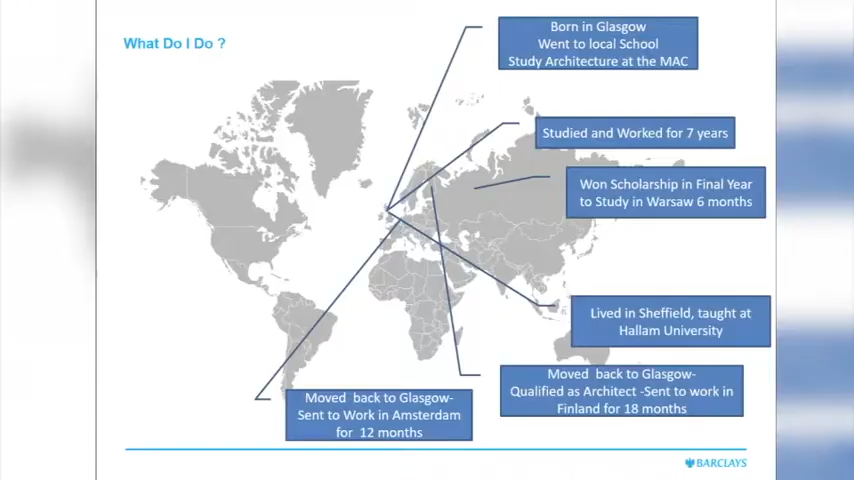 What Do I Do ?
Born in Glasgow
Went to local School
Study Architecture at the MAC
Studied and Worked for 7 years
Won Scholarship in Final Year
to Study in Warsaw 6 months
Lived in Sheffield, taught at
Hallam University
Moved back to Glasgow-
Qualified as Architect -Sent to work in
Finland for 18 months
Moved back to Glasgow-
Sent to Work in Amsterdam
for 12 months
BARCLAYS